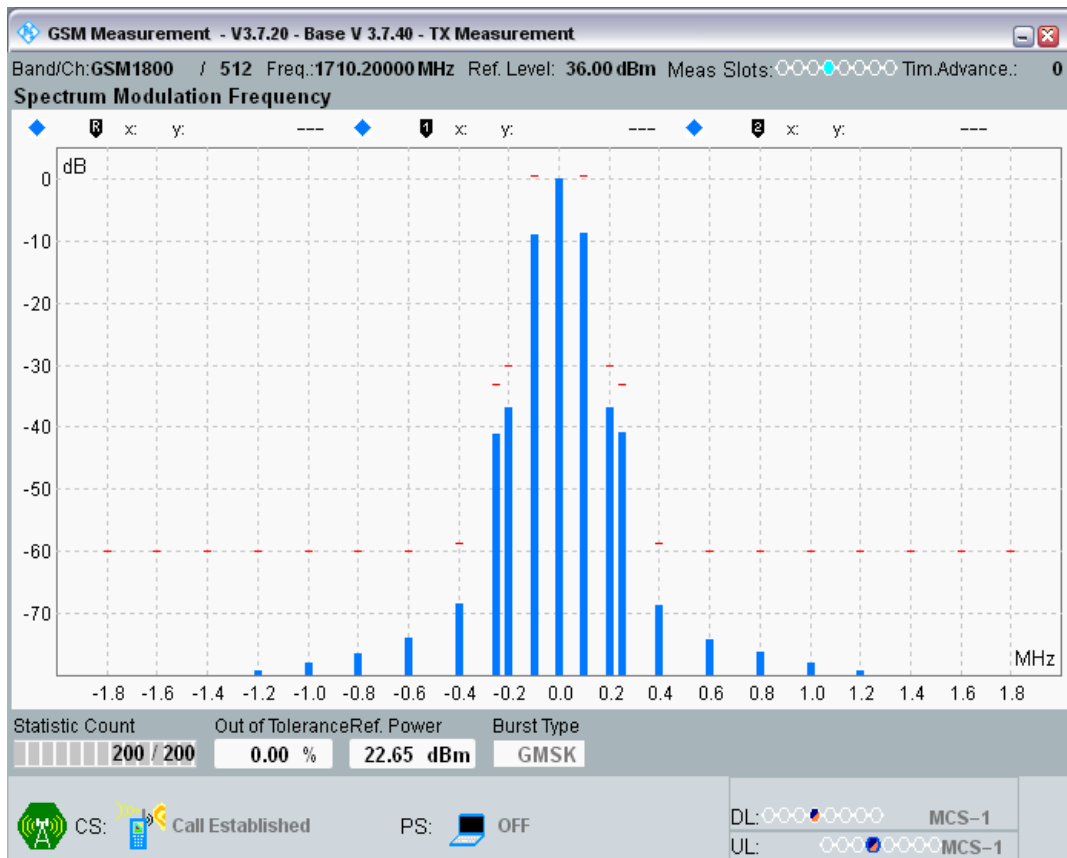 GSM Measurement - V3.7.20 - Base V 3.7.40 - TX Measurement
Band/Ch:GSM1800 / 512 Freq.:1710.20000 MHz Ref. Level: 36.00 dBm Meas Slots: Tim.Advance.: 0
Spectrum Modulation Frequency
R x: y: --- 1 x: y: --- 2 x: y: ---
dB
0
-10
-20
-30
-40
-50
-60
-70
MHz
-1.8 -1.6 -1.4 -1.2 -1.0 -0.8 -0.6 -0.4 -0.2 0.0 0.2 0.4 0.6 0.8 1.0 1.2 1.4 1.6 1.8
Statistic Count Out of Tolerance Ref. Power Burst Type
200 / 200 0.00 % 22.65 dBm GMSK
CS: Call Established PS: OFF DL: MCS-1
UL: MCS-1